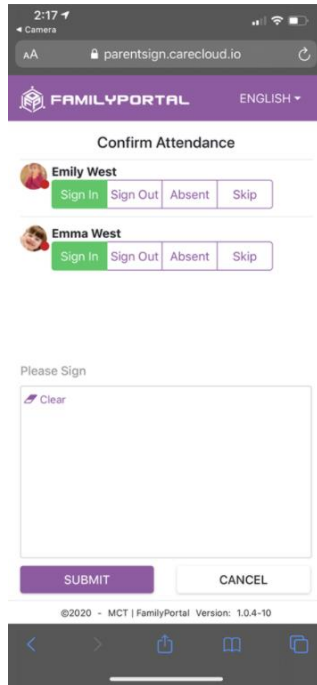 2:17
◀ Camera
AA parentsign.carecloud.io
FAMILYPORTAL ENGLISH
Confirm Attendance
Emily West
Sign In Sign Out Absent Skip
Emma West
Sign In Sign Out Absent Skip
Please Sign
Clear
SUBMIT CANCEL
©2020 - MCT | FamilyPortal Version: 1.0.4-10